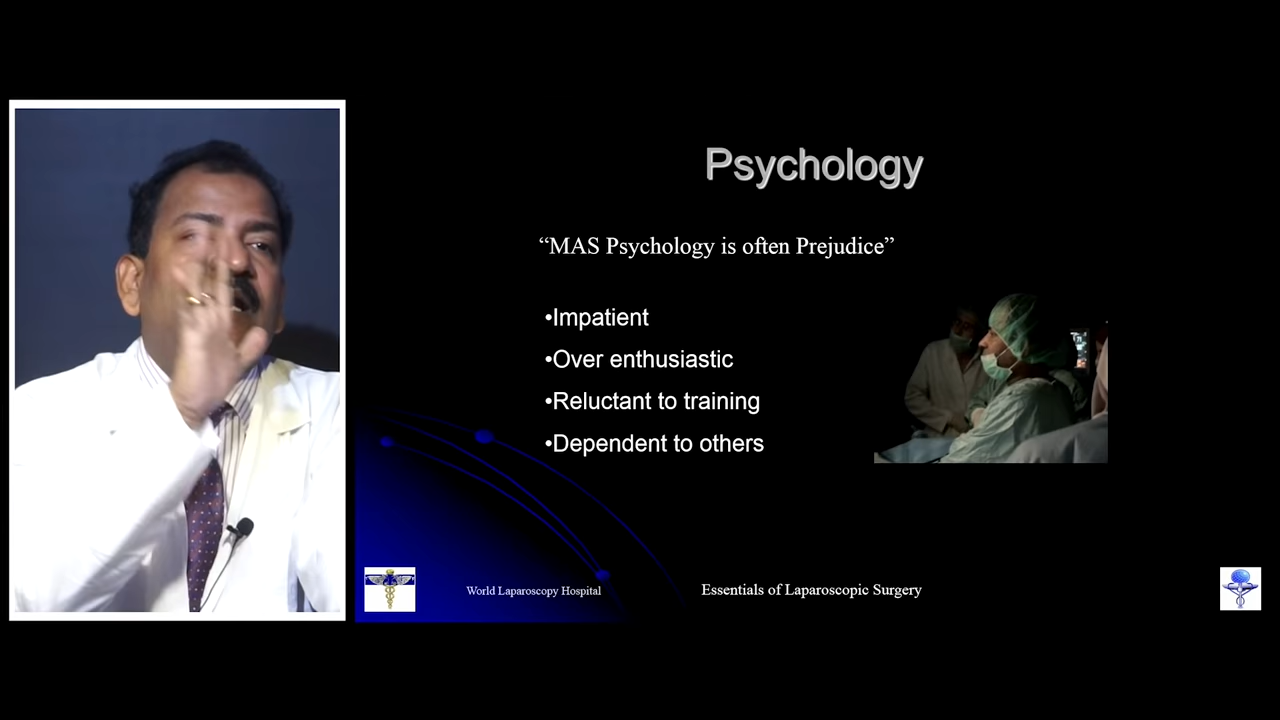 Psychology
“MAS Psychology is often Prejudice”
•Impatient
•Over enthusiastic
•Reluctant to training
•Dependent to others
World Laparoscopy Hospital
Essentials of Laparoscopic Surgery